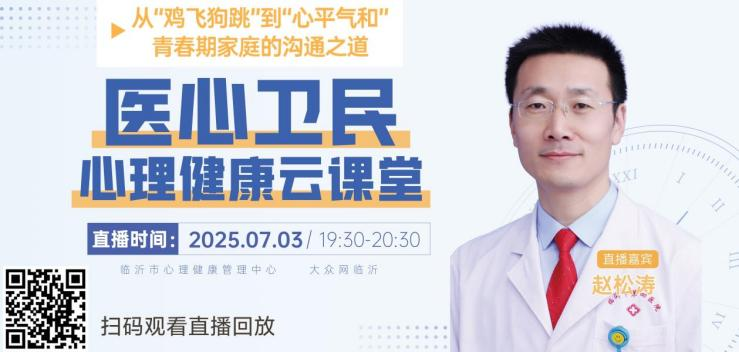 从“鸡飞狗跳”到“心平气和”
青春期家庭的沟通之道
医心卫民
心理健康云课堂
直播时间：2025.07.03/19:30-20:30
临沂市心理健康管理中心 大众网临沂
扫码观看直播回放
直播嘉宾
赵松涛
XI
I
II
III